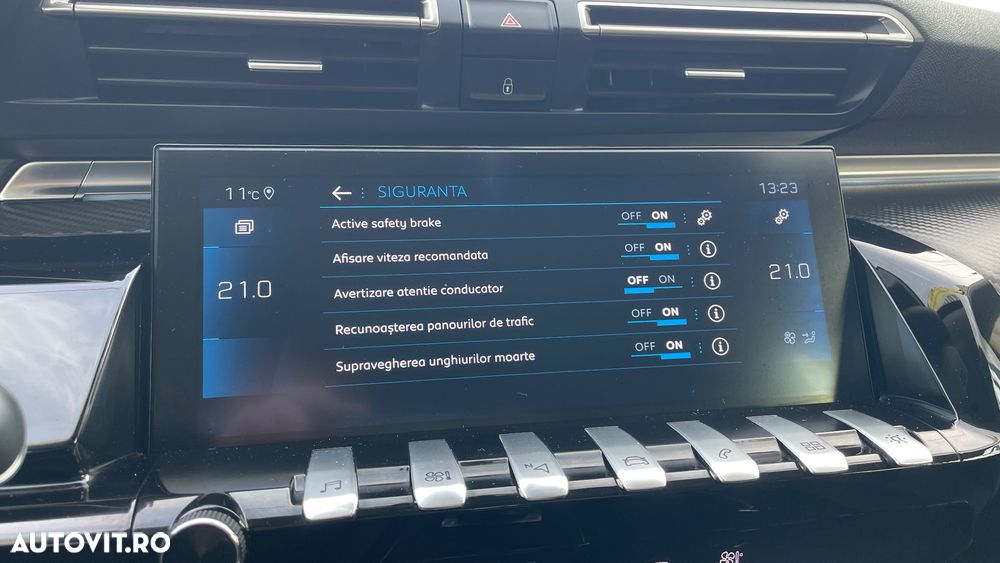 11°C
SIGURANTA
13:23
Active safety brake OFF ON
Afisare viteza recomandata OFF ON
21.0
Avertizare atentie conducator OFF ON
21.0
Recunoașterea panourilor de trafic OFF ON
Supravegherea unghiurilor moarte OFF ON
N
AUTOVIT.RO